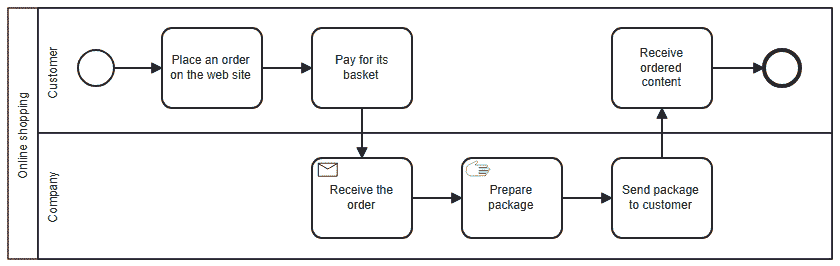 Online shopping
Customer
Place an order
on the web site
Pay for its
basket
Receive
ordered
content
Company
Receive the
order
Prepare
package
Send package
to customer